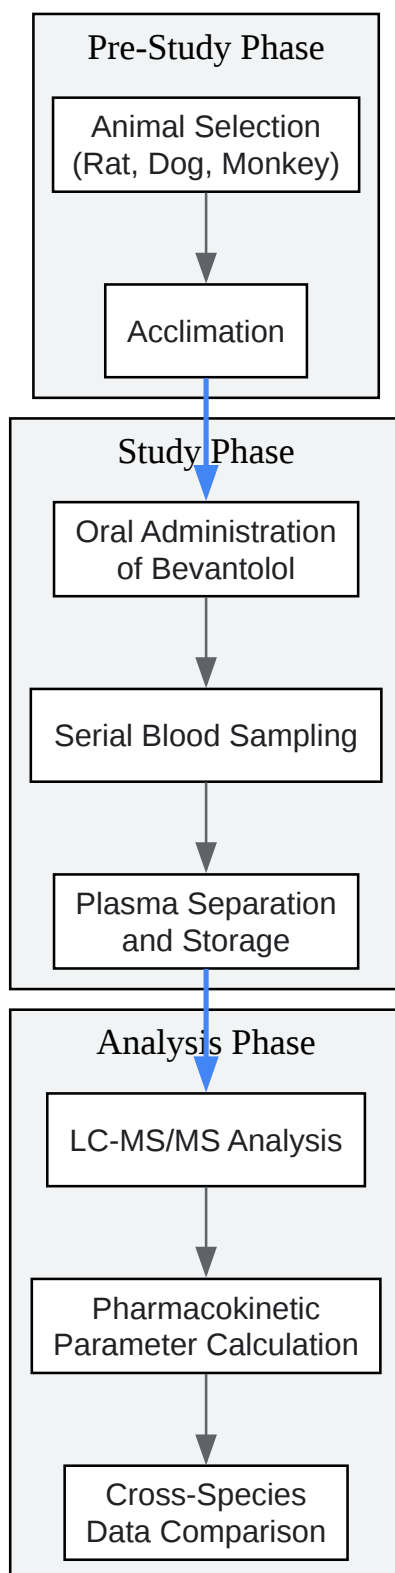 Pre-Study Phase
Animal Selection
(Rat, Dog, Monkey)
Acclimation
Study Phase
Oral Administration
of Bevantolol
Serial Blood Sampling
Plasma Separation
and Storage
Analysis Phase
LC-MS/MS Analysis
Pharmacokinetic
Parameter Calculation
Cross-Species
Data Comparison